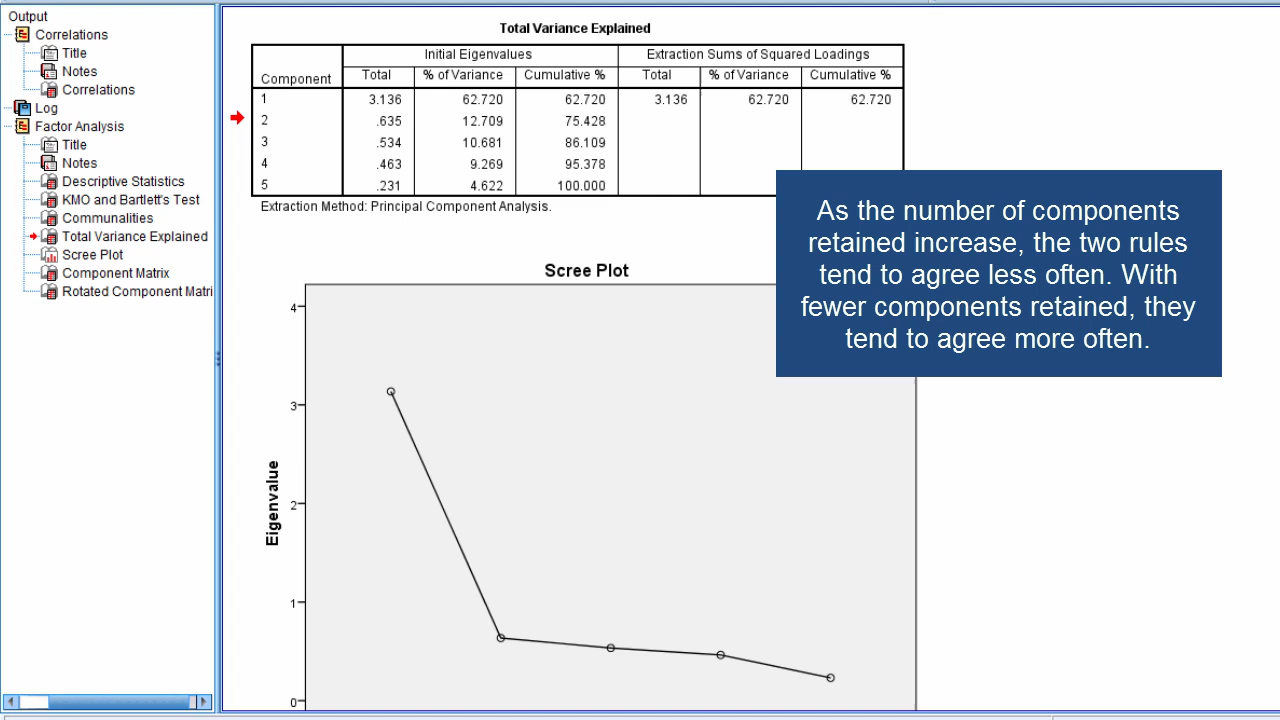 Output
Correlations
Title
Notes
Correlations
Log
Factor Analysis
Title
Notes
Descriptive Statistics
KMO and Bartlett's Test
Communalities
Total Variance Explained
Scree Plot
Component Matrix
Rotated Component Matri
Total Variance Explained
Initial Eigenvalues Extraction Sums of Squared Loadings
Component Total % of Variance Cumulative % Total % of Variance Cumulative %
1 3.136 62.720 62.720 3.136 62.720 62.720
2 .635 12.709 75.428
3 .534 10.681 86.109
4 .463 9.269 95.378
5 .231 4.622 100.000
Extraction Method: Principal Component Analysis.
As the number of components
retained increase, the two rules
tend to agree less often. With
fewer components retained, they
tend to agree more often.
Scree Plot
Eigenvalue
4
3
2
1
0